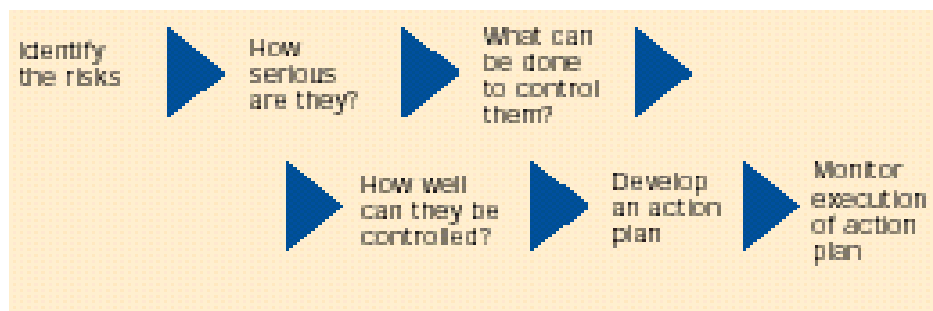 Identify
the risks
How
serious
are they?
What can
be done
to control
them?
How well
can they be
controlled?
Develop
an action
plan
Monitor
execution
of action
plan